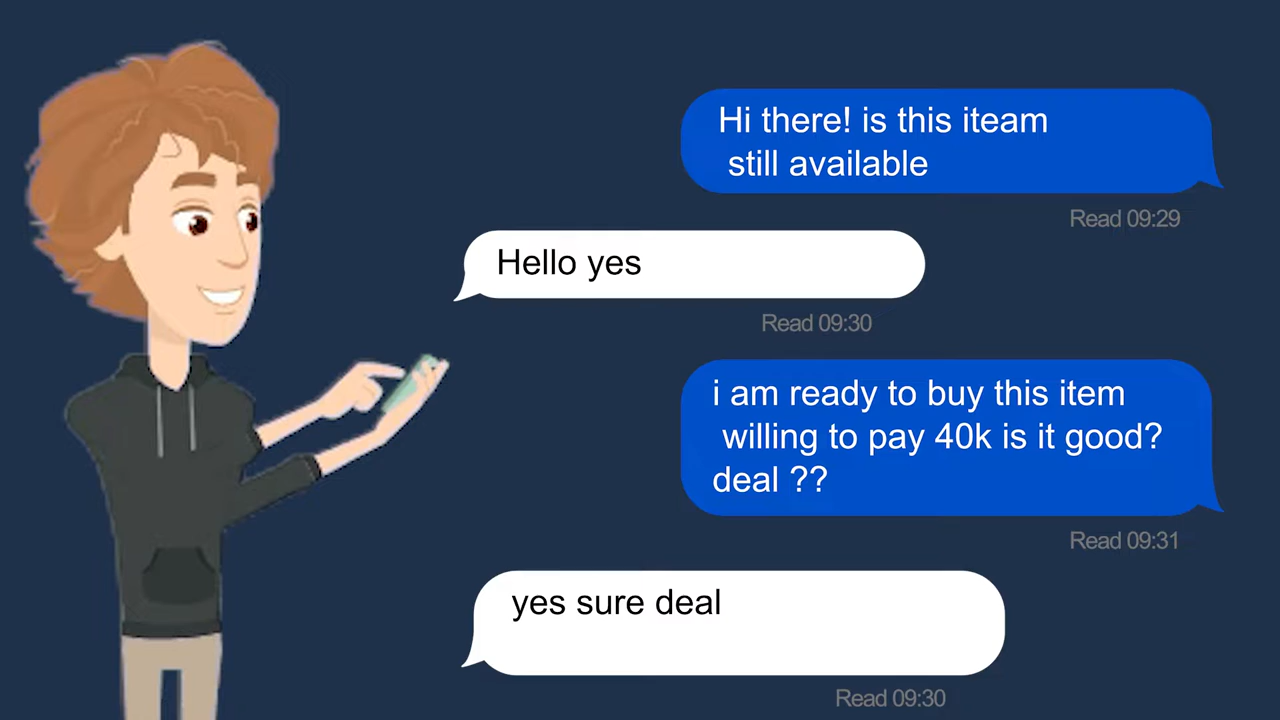 Hi there! is this iteam
still available
Read 09:29
Hello yes
Read 09:30
i am ready to buy this item
willing to pay 40k is it good?
deal ??
Read 09:31
yes sure deal
Read 09:30